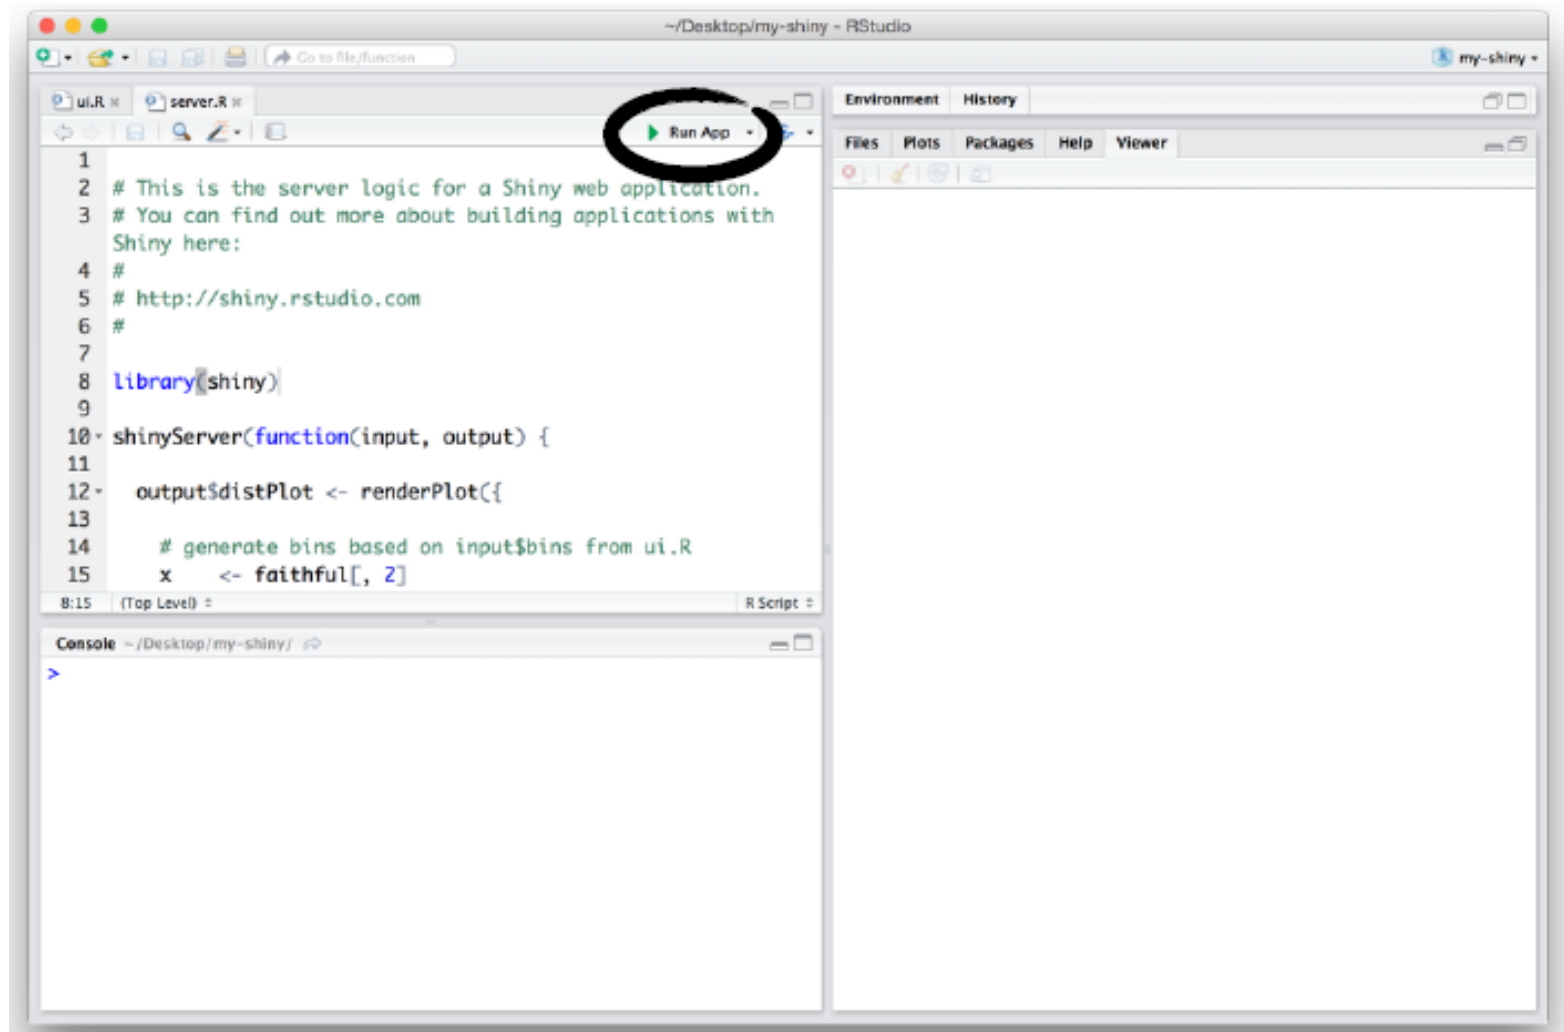 ~/Desktop/my-shiny - RStudio
Go to file/function
my-shiny
ui.R
server.R
Run App
1
2 # This is the server logic for a Shiny web application.
3 # You can find out more about building applications with
Shiny here:
4 #
5 # http://shiny.rstudio.com
6 #
7
8 library(shiny)
9
10 shinyServer(function(input, output) {
11
12 output$distPlot <- renderPlot({
13
14 # generate bins based on input$bins from ui.R
15 x    <- faithful[, 2]
8:15 (Top Level) R Script
Console ~/Desktop/my-shiny/
>
Environment History
Files Plots Packages Help Viewer